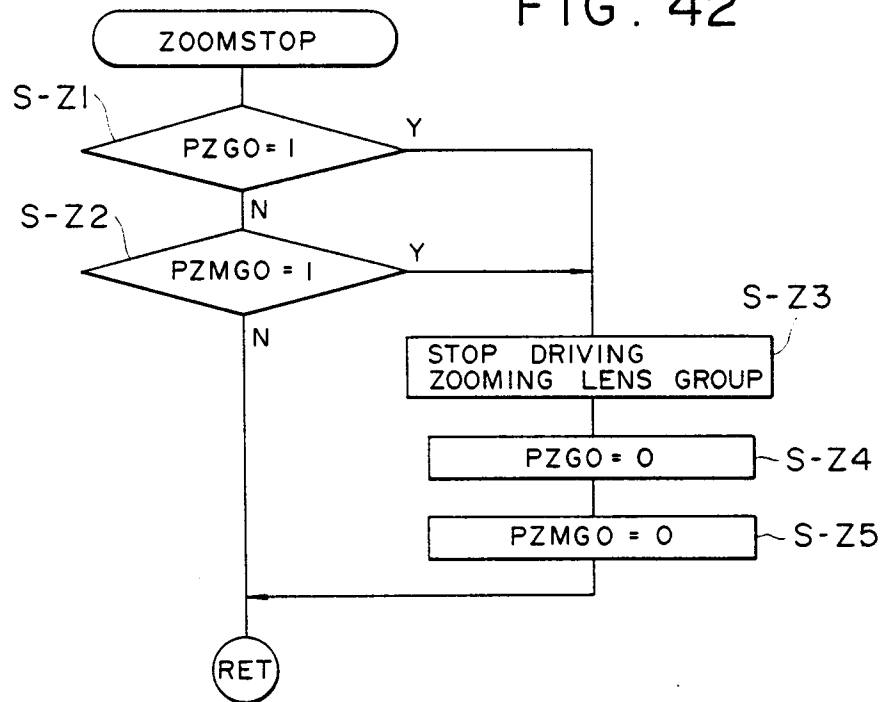 FIG. 42
ZOOMSTOP
S-Z1
PZGO = 1
Y
N
S-Z2
PZMGO = 1
Y
N
S-Z3
STOP DRIVING
ZOOMING LENS GROUP
PZGO = 0
S-Z4
PZMGO = 0
S-Z5
RET